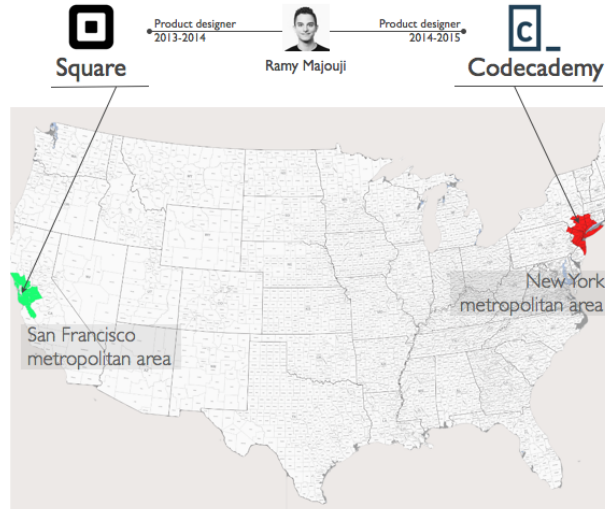 Product designer
2013-2014
Product designer
2014-2015
c_
Square
Ramy Majouji
Codecademy
New York
metropolitan area
San Francisco
metropolitan area